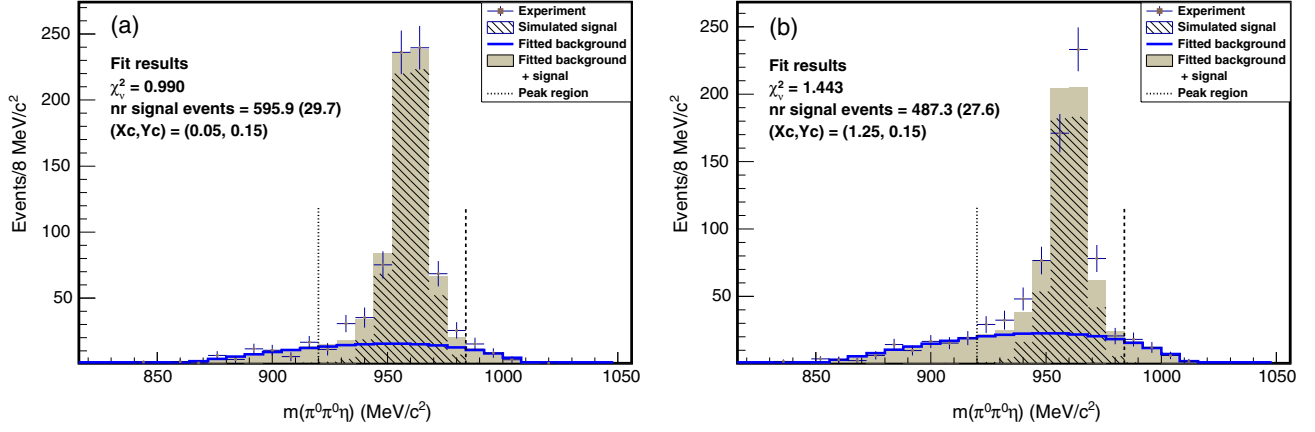 (a)
Experiment
Simulated signal
Fitted background
Fitted background
+ signal
Peak region
Fit results
χ²ᵥ = 0.990
nr signal events = 595.9 (29.7)
(Xc,Yc) = (0.05, 0.15)
Events/8 MeV/c²
250
200
150
100
50
850
900
950
1000
1050
m(π⁰π⁰η) (MeV/c²)
(b)
Experiment
Simulated signal
Fitted background
Fitted background
+ signal
Peak region
Fit results
χ²ᵥ = 1.443
nr signal events = 487.3 (27.6)
(Xc,Yc) = (1.25, 0.15)
Events/8 MeV/c²
250
200
150
100
50
850
900
950
1000
1050
m(π⁰π⁰η) (MeV/c²)